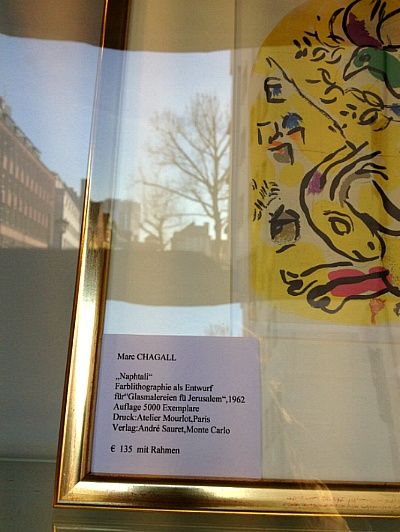 Marc CHAGALL
„Naphtali“
Farblithographie als Entwurf
für“Glasmalereien fü Jerusalem“,1962
Auflage 5000 Exemplare
Druck:Atelier Mourlot,Paris
Verlag:André Sauret,Monte Carlo
€ 135 mit Rahmen